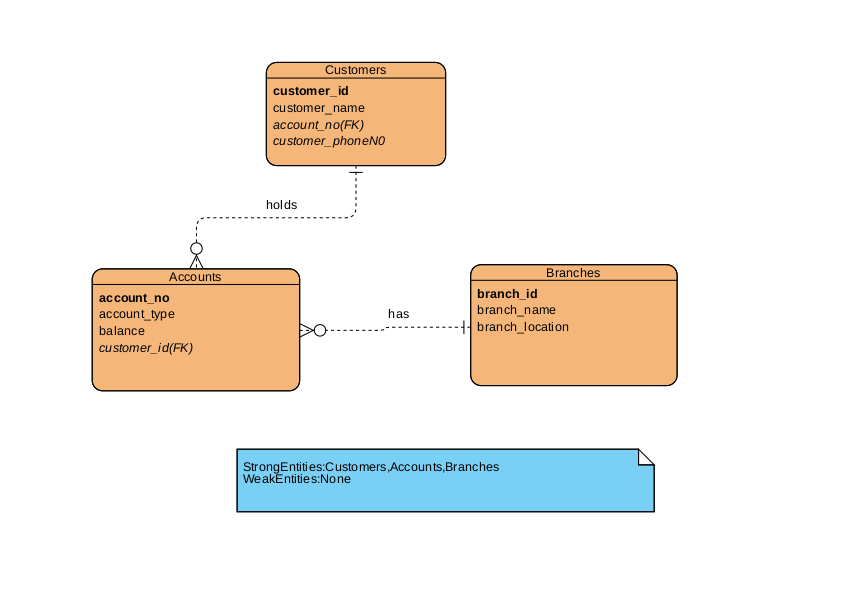 Customers
customer_id
customer_name
account_no(FK)
customer_phoneN0
holds
Accounts
account_no
account_type
balance
customer_id(FK)
has
Branches
branch_id
branch_name
branch_location
StrongEntities:Customers,Accounts,Branches
WeakEntities:None